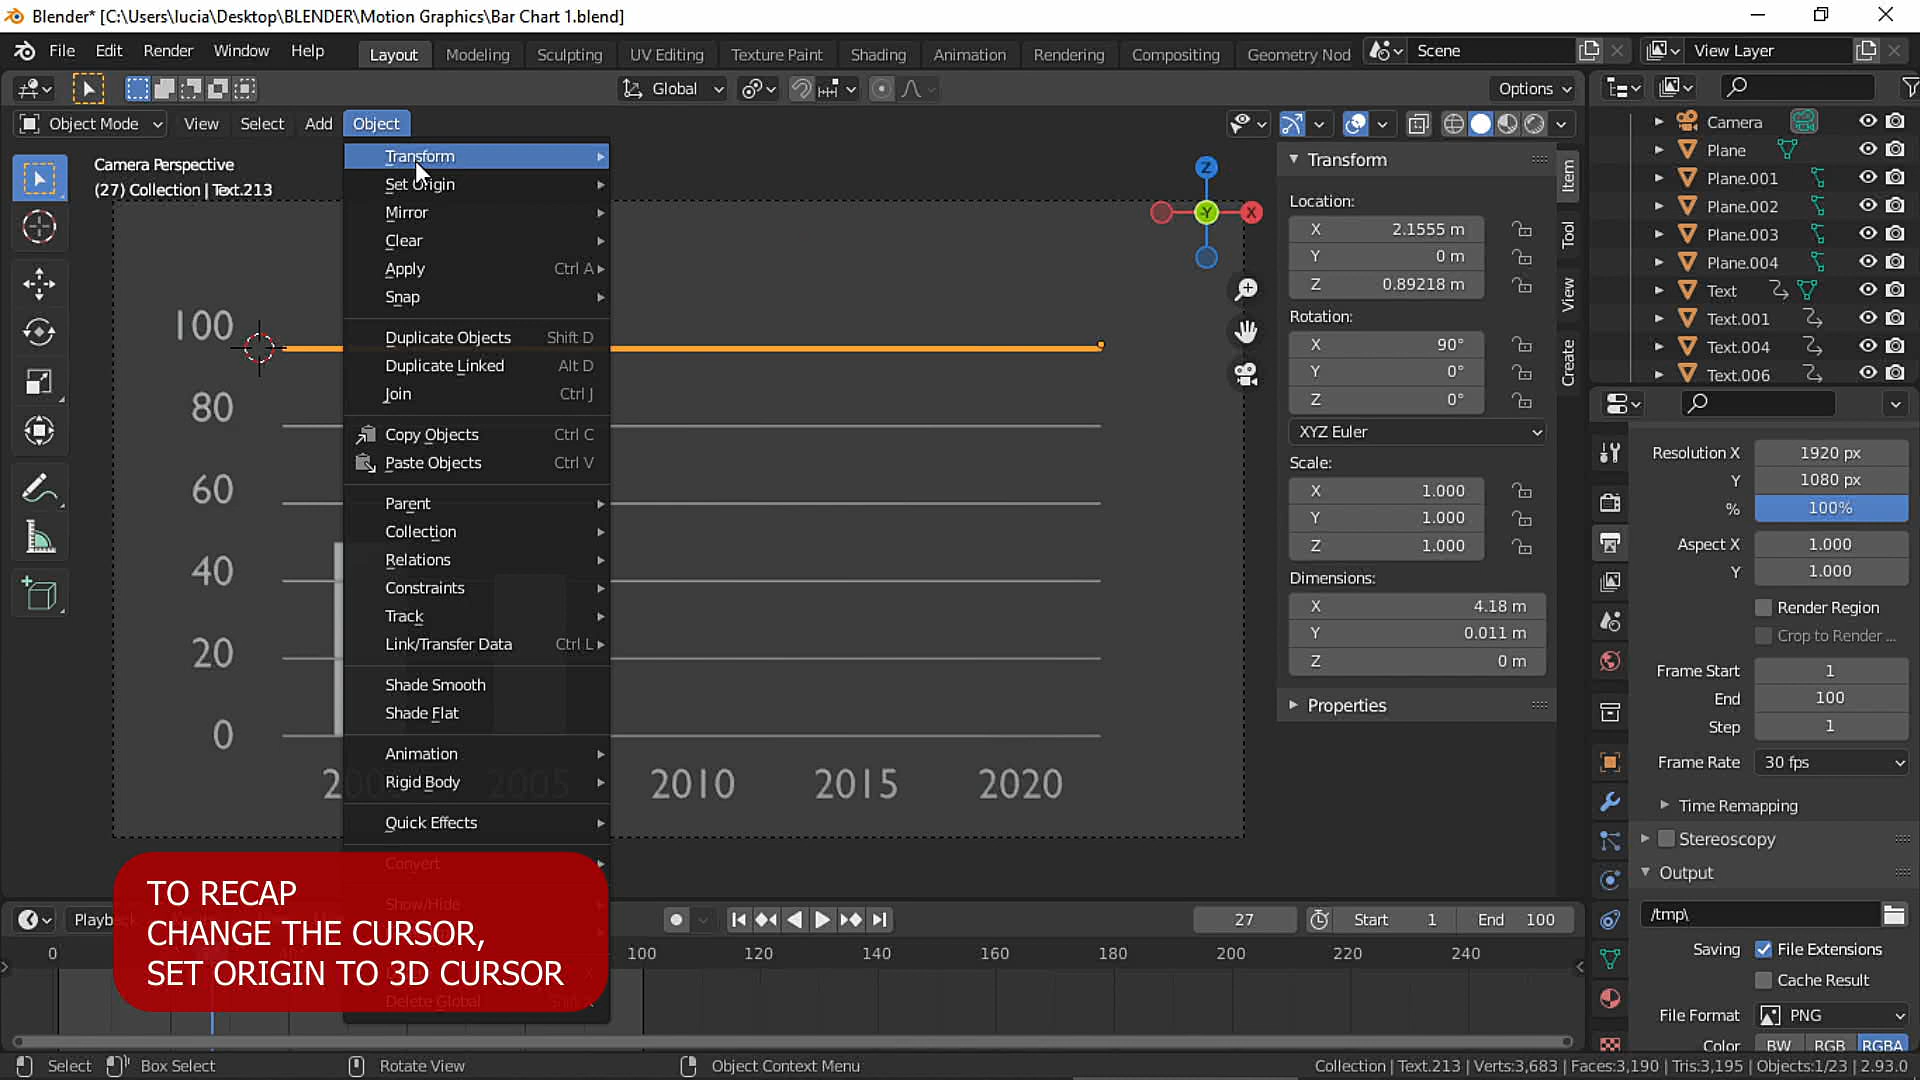 Blender* [C:\Users\lucia\Desktop\BLENDER\Motion Graphics\Bar Chart 1.blend]
File Edit Render Window Help Layout Modeling Sculpting UV Editing Texture Paint Shading Animation Rendering Compositing Geometry Nod Scene View Layer
Global Options
Object Mode View Select Add Object
Camera Perspective
(27) Collection | Text.213
Transform
Set Origin
Mirror
Clear
Apply Ctrl A
Snap
Duplicate Objects Shift D
Duplicate Linked Alt D
Join Ctrl J
Copy Objects Ctrl C
Paste Objects Ctrl V
Parent
Collection
Relations
Constraints
Track
Link/Transfer Data Ctrl L
Shade Smooth
Shade Flat
Animation
Rigid Body
Quick Effects
Convert
Show/Hide
Delete Global
100
80
60
40
20
0
2005 2010 2015 2020
Z
-Y X
Transform
Location:
X 2.1555 m
Y 0 m
Z 0.89218 m
Rotation:
X 90°
Y 0°
Z 0°
XYZ Euler
Scale:
X 1.000
Y 1.000
Z 1.000
Dimensions:
X 4.18 m
Y 0.011 m
Z 0 m
Properties
Item
Tool
View
Create
Camera
Plane
Plane.001
Plane.002
Plane.003
Plane.004
Text
Text.001
Text.004
Text.006
Resolution X 1920 px
Y 1080 px
% 100%
Aspect X 1.000
Y 1.000
Render Region
Crop to Render ...
Frame Start 1
End 100
Step 1
Frame Rate 30 fps
Time Remapping
Stereoscopy
Output
/tmp\
Saving File Extensions
Cache Result
File Format PNG
Color BW RGB RGBA
TO RECAP
CHANGE THE CURSOR,
SET ORIGIN TO 3D CURSOR
27 Start 1 End 100
0 100 120 140 160 180 200 220 240
Select Box Select Rotate View Object Context Menu Collection | Text.213 | Verts:3,683 | Faces:3,190 | Tris:3,195 | Objects:1/23 | 2.93.0